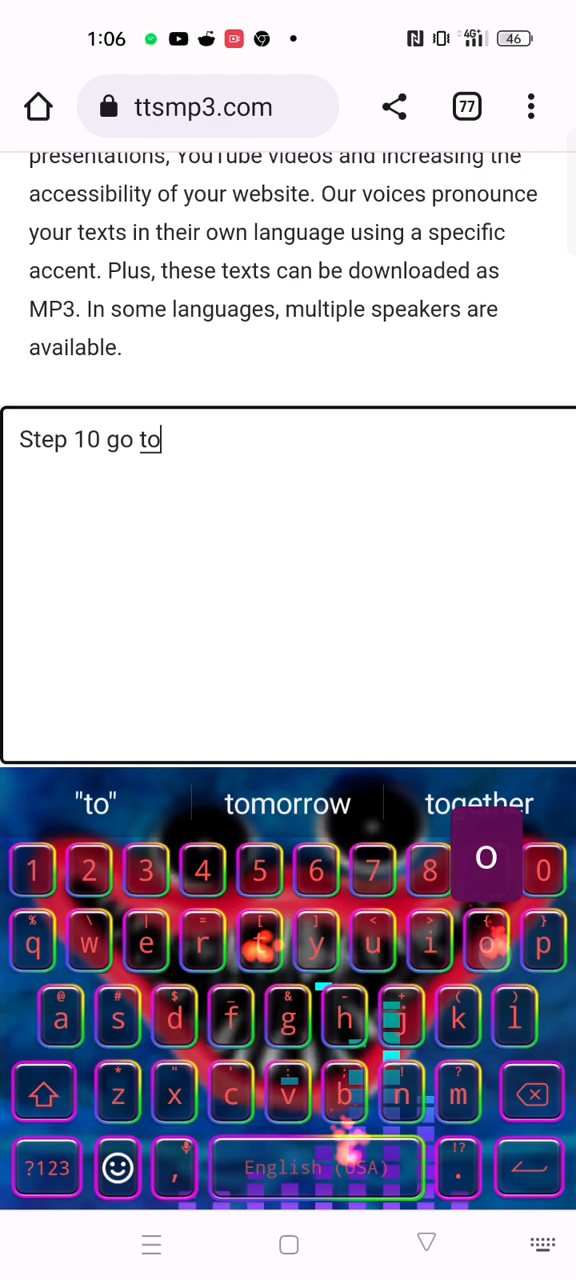 1:06 4G+ 46
ttsmp3.com 77
presentations, YouTube videos and increasing the
accessibility of your website. Our voices pronounce
your texts in their own language using a specific
accent. Plus, these texts can be downloaded as
MP3. In some languages, multiple speakers are
available.
Step 10 go to
"to" tomorrow together
o
1 2 3 4 5 6 7 8 0
% \ | = [ ] < > { }
q w e r t y u i o p
@ # $ _ & - + ( )
a s d f g h j k l
* " ' : ; ! ?
z x c v b n m
!?
?123 , English (USA) .